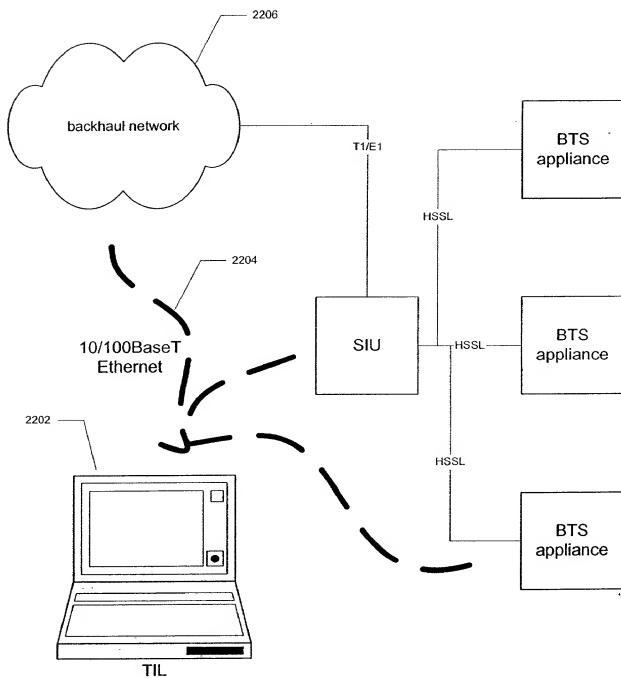 2206
backhaul network
T1/E1
BTS
appliance
HSSL
2204
10/100BaseT
Ethernet
SIU
HSSL
BTS
appliance
2202
HSSL
BTS
appliance
TIL